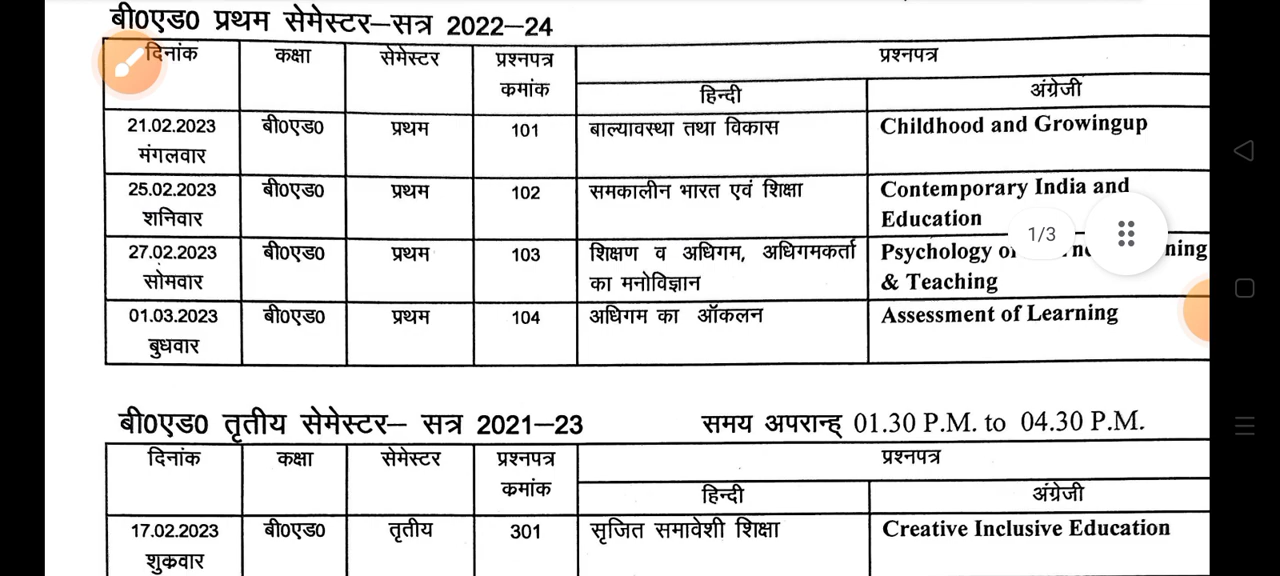 बी0एड0 प्रथम सेमेस्टर–सत्र 2022–24
दिनांक कक्षा सेमेस्टर प्रश्नपत्र कमांक प्रश्नपत्र
हिन्दी अंग्रेजी
21.02.2023 बी0एड0 प्रथम 101 बाल्यावस्था तथा विकास Childhood and Growingup
मंगलवार
25.02.2023 बी0एड0 प्रथम 102 समकालीन भारत एवं शिक्षा Contemporary India and
शनिवार Education
1/3
27.02.2023 बी0एड0 प्रथम 103 शिक्षण व अधिगम, अधिगमकर्ता Psychology
सोमवार का मनोविज्ञान & Teaching
01.03.2023 बी0एड0 प्रथम 104 अधिगम का ऑकलन Assessment of Learning
बुधवार
बी0एड0 तृतीय सेमेस्टर– सत्र 2021–23 समय अपरान्ह् 01.30 P.M. to 04.30 P.M.
दिनांक कक्षा सेमेस्टर प्रश्नपत्र कमांक प्रश्नपत्र
हिन्दी अंग्रेजी
17.02.2023 बी0एड0 तृतीय 301 सृजित समावेशी शिक्षा Creative Inclusive Education
शुकवार